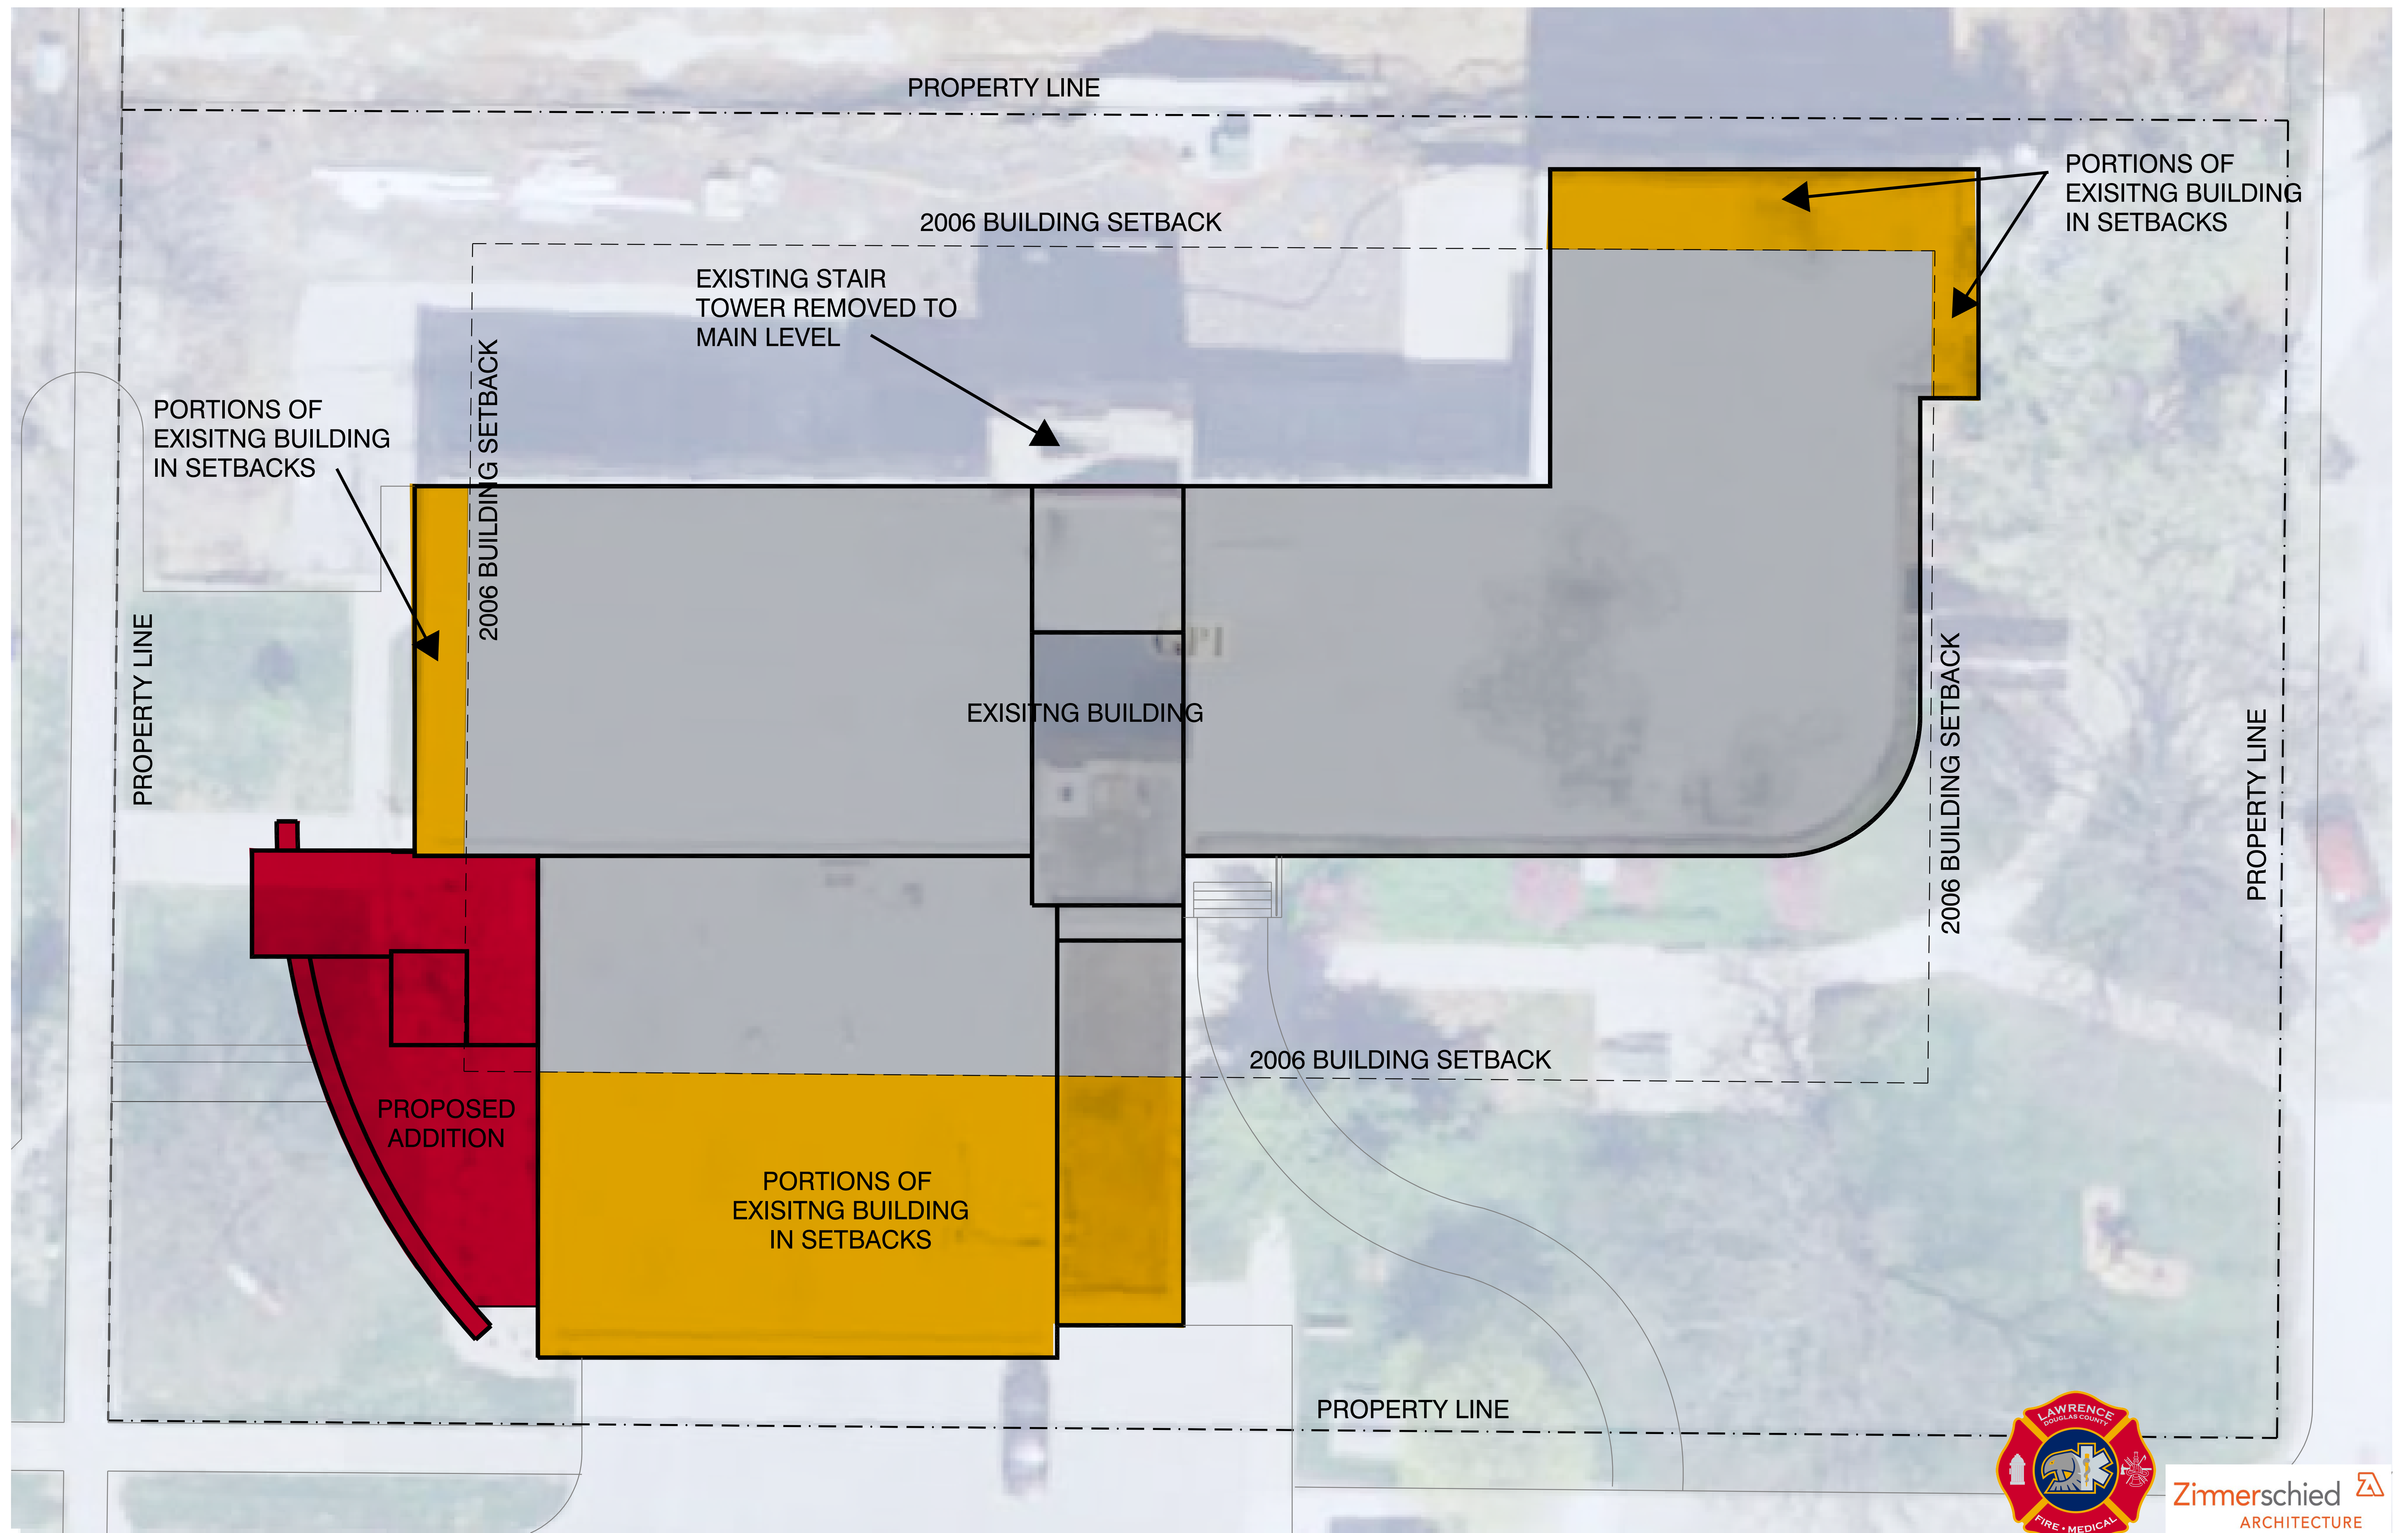 PROPERTY LINE
PORTIONS OF
EXISITNG BUILDING
IN SETBACKS
2006 BUILDING SETBACK
EXISTING STAIR
TOWER REMOVED TO
MAIN LEVEL
2006 BUILDING SETBACK
PORTIONS OF
EXISITNG BUILDING
IN SETBACKS
PROPERTY LINE
EXISITNG BUILDING
2006 BUILDING SETBACK
PROPERTY LINE
2006 BUILDING SETBACK
PROPOSED
ADDITION
PORTIONS OF
EXISITNG BUILDING
IN SETBACKS
PROPERTY LINE
LAWRENCE
DOUGLAS COUNTY
FIRE • MEDICAL
Zimmerschied
ARCHITECTURE